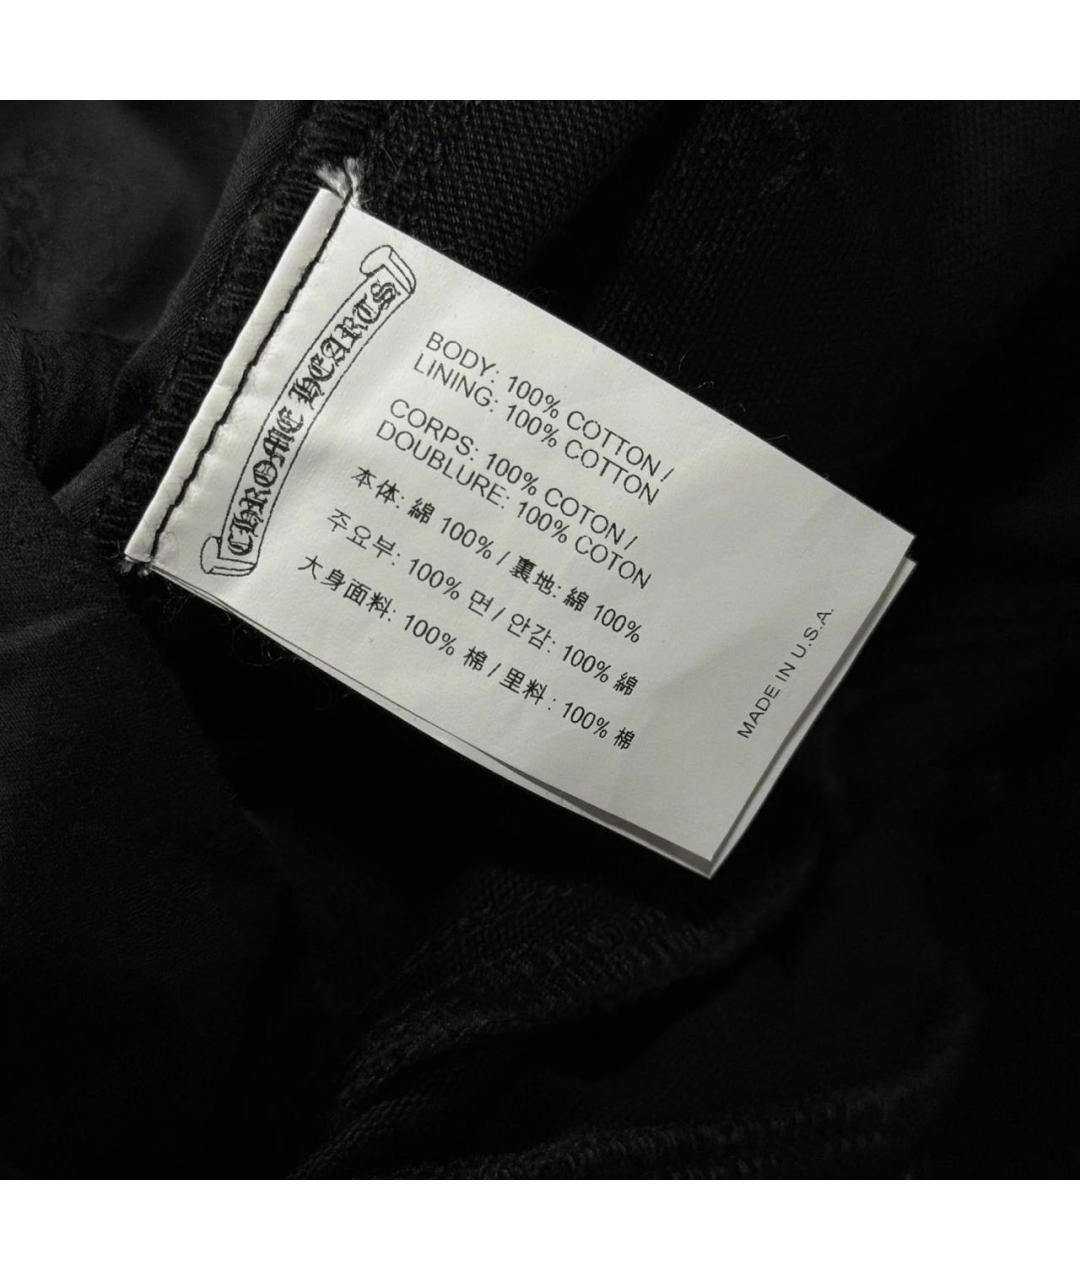 CHROME HEARTS
BODY: 100% COTTON /
LINING: 100% COTTON
CORPS: 100% COTON /
DOUBLURE: 100% COTON
本体: 綿 100% / 裏地: 綿 100%
주요부: 100% 면 / 안감: 100% 綿
大身面料: 100% 棉 / 里料: 100% 棉
MADE IN U.S.A.